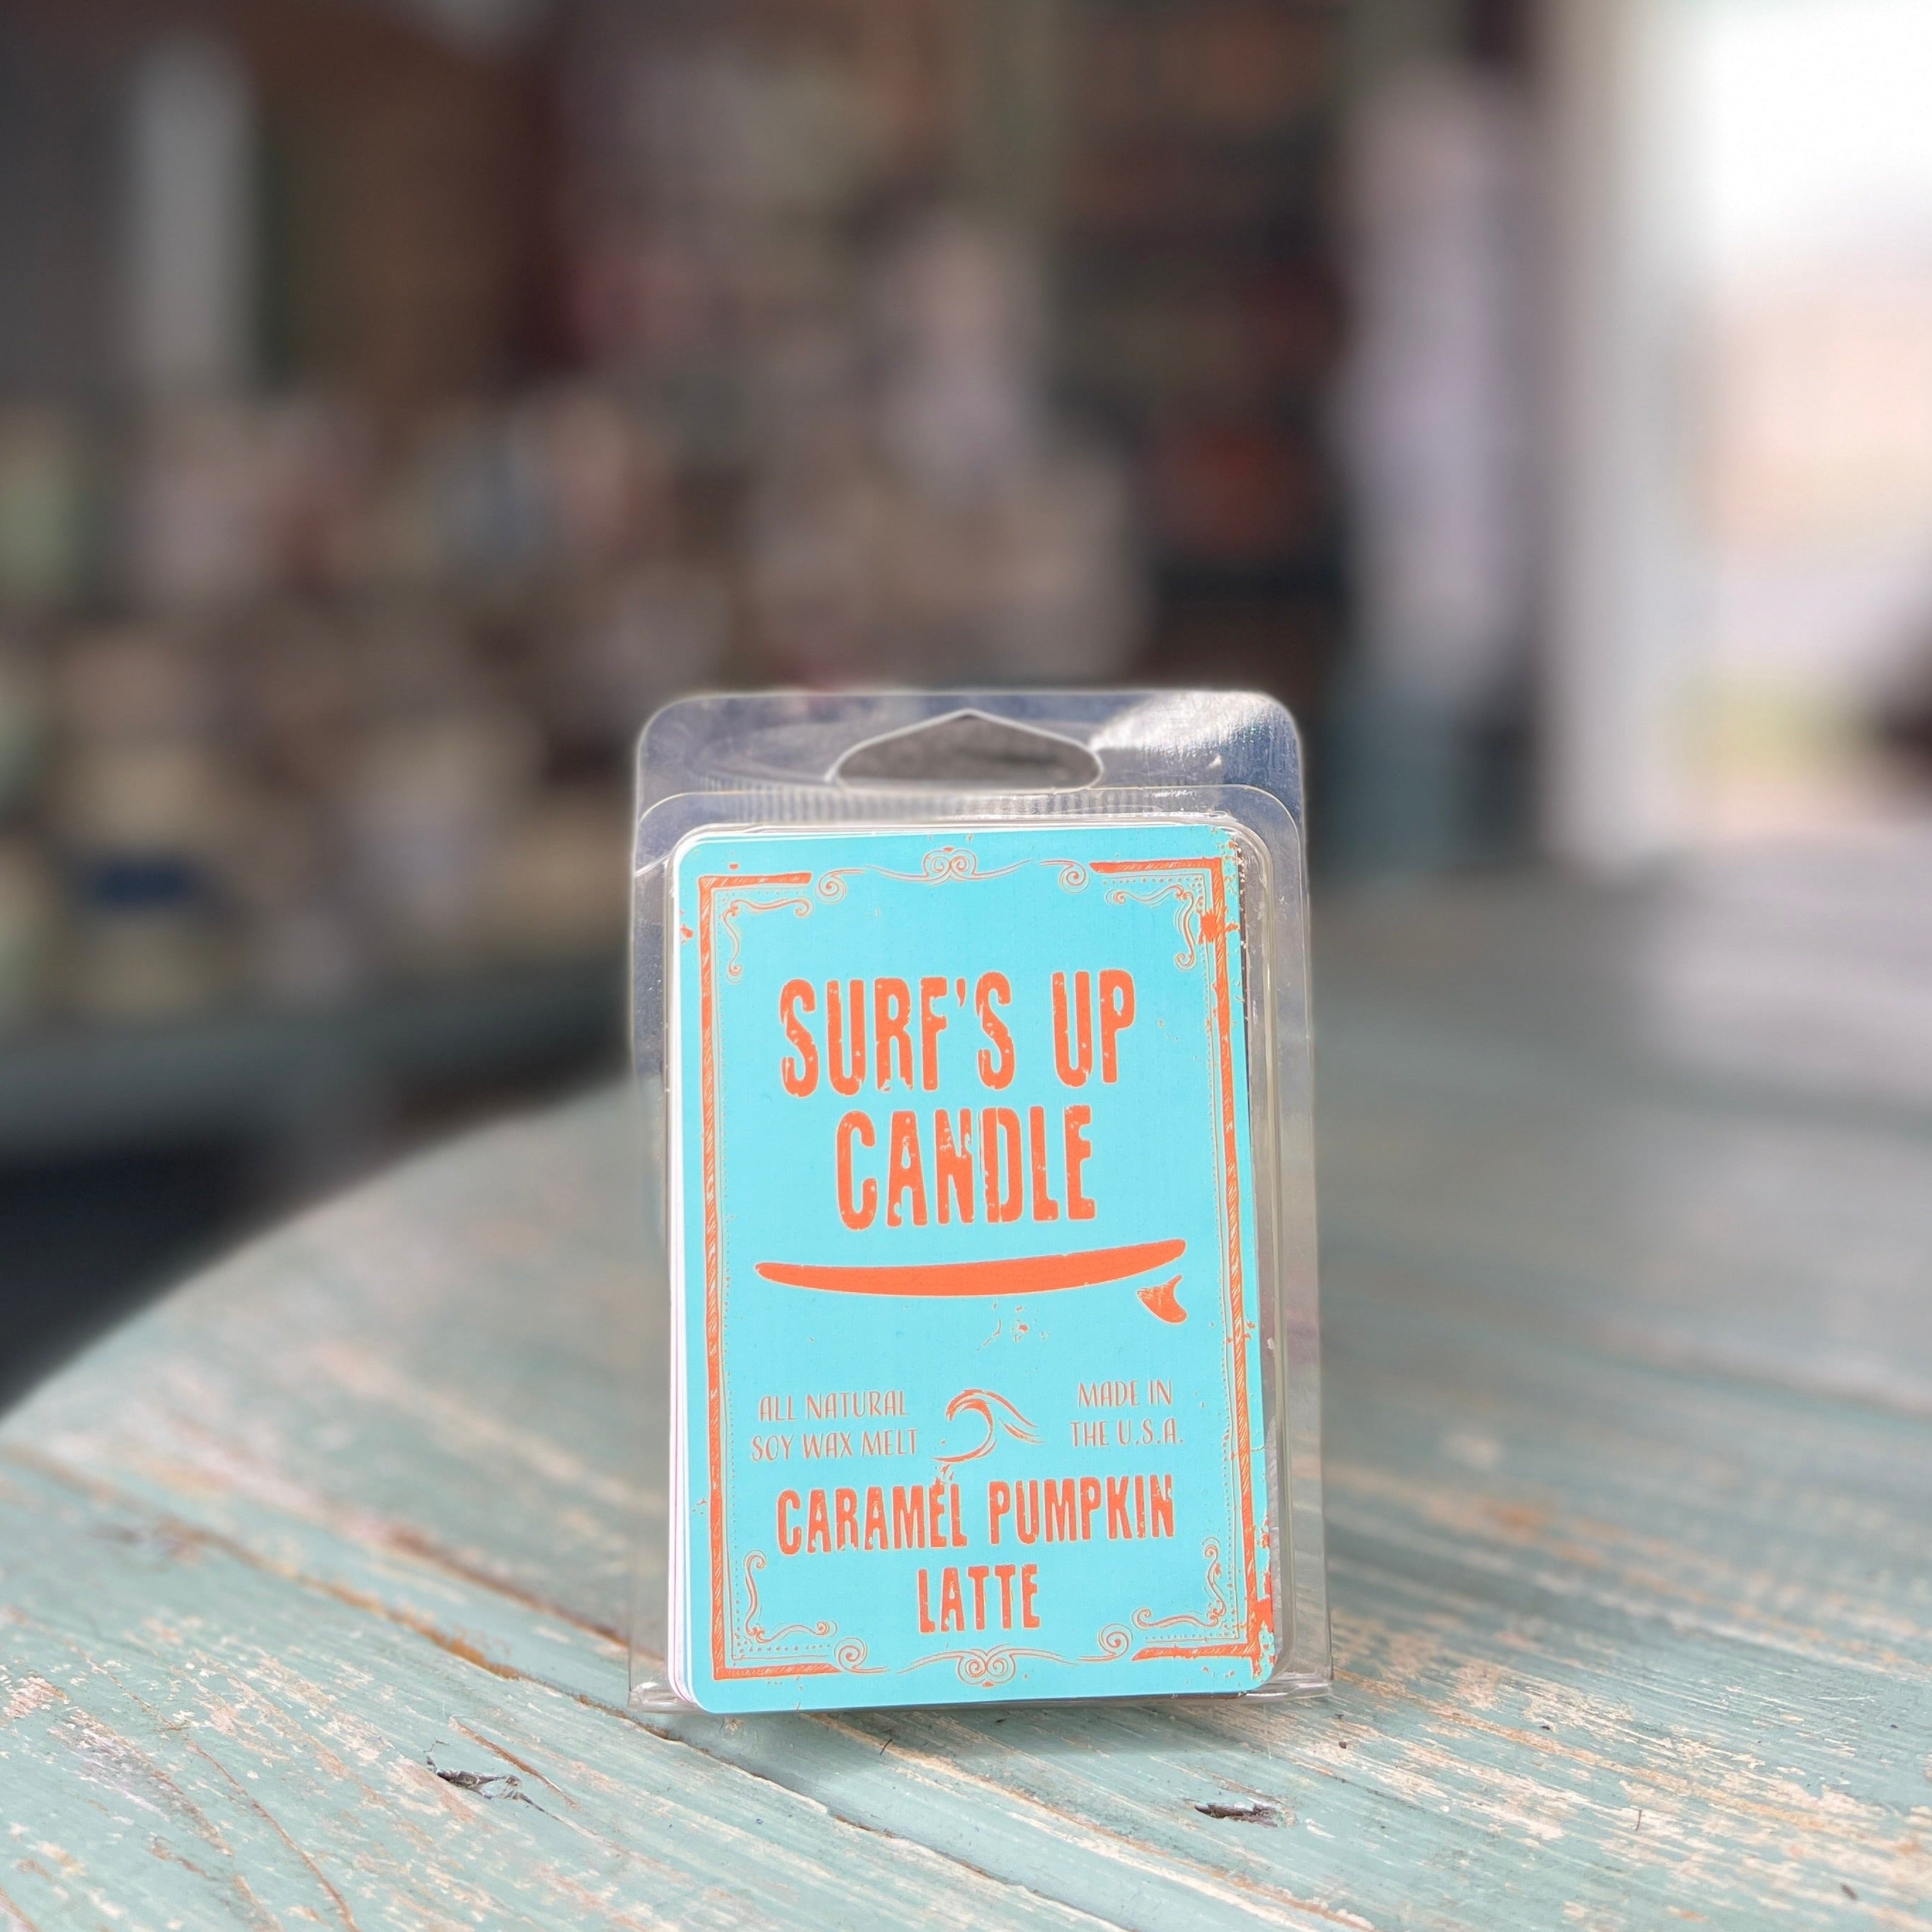 SURF'S UP
CANDLE
ALL NATURAL
SOY WAX MELT
MADE IN
THE U.S.A.
CARAMEL PUMPKIN
LATTE